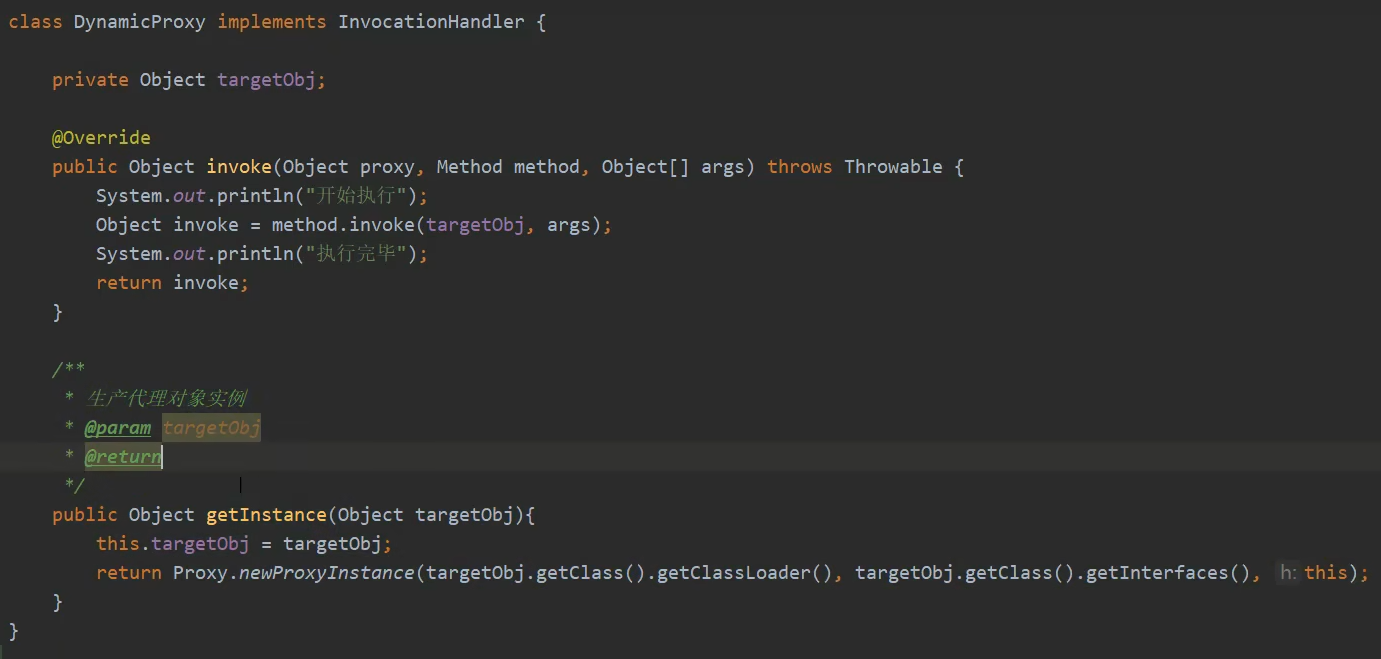 class DynamicProxy implements InvocationHandler {
private Object targetObj;
@Override
public Object invoke(Object proxy, Method method, Object[] args) throws Throwable {
System.out.println("开始执行");
Object invoke = method.invoke(targetObj, args);
System.out.println("执行完毕");
return invoke;
}
/**
* 生产代理对象实例
* @param targetObj
* @return
*/
public Object getInstance(Object targetObj){
this.targetObj = targetObj;
return Proxy.newProxyInstance(targetObj.getClass().getClassLoader(), targetObj.getClass().getInterfaces(), h: this);
}
}